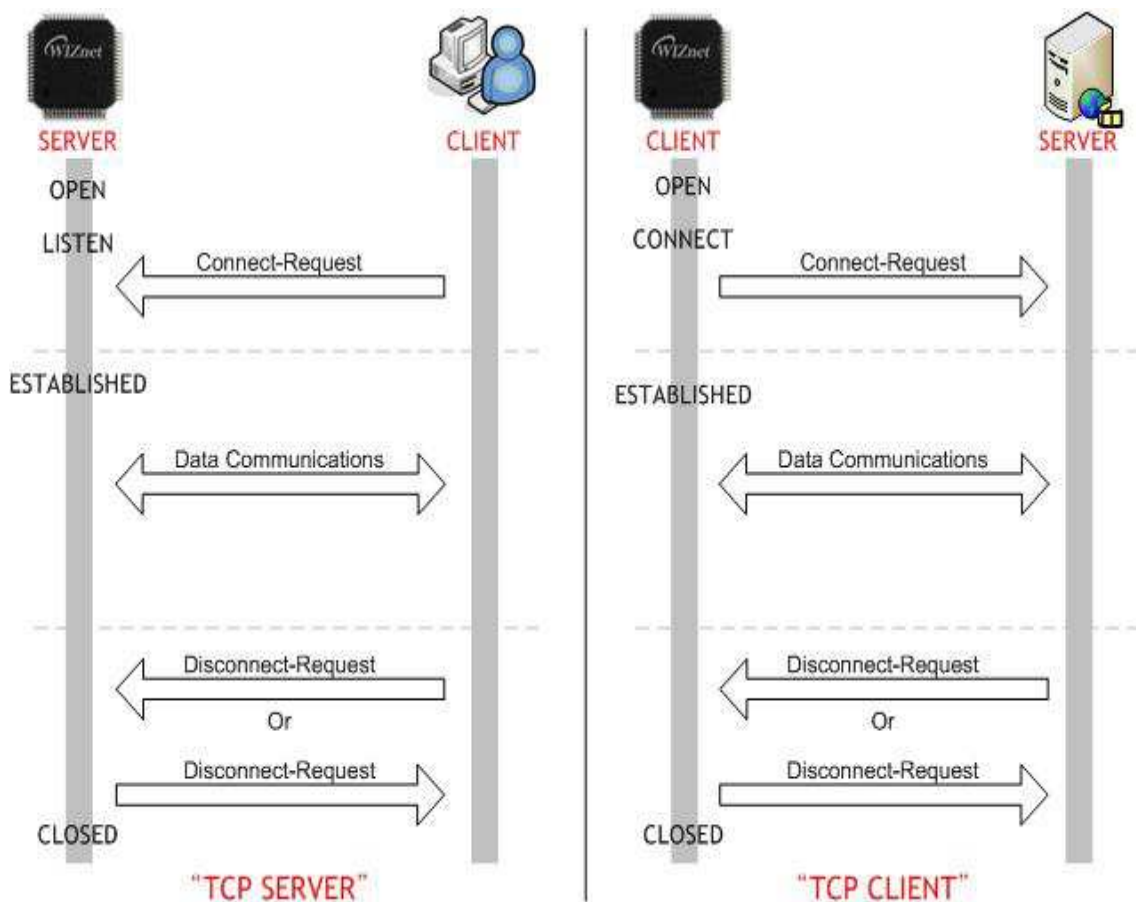 WIZnet
SERVER
CLIENT
OPEN
LISTEN
Connect-Request
ESTABLISHED
Data Communications
Disconnect-Request
Or
Disconnect-Request
CLOSED
"TCP SERVER"
WIZnet
CLIENT
SERVER
OPEN
CONNECT
Connect-Request
ESTABLISHED
Data Communications
Disconnect-Request
Or
Disconnect-Request
CLOSED
"TCP CLIENT"